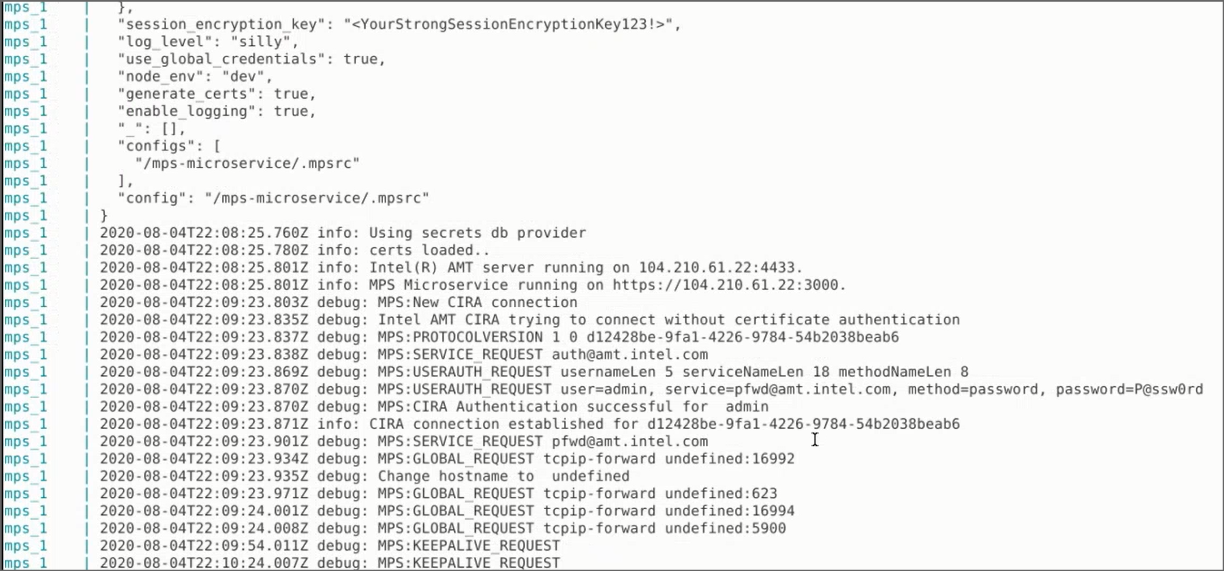 mps_1 | },
mps_1 | "session_encryption_key": "<YourStrongSessionEncryptionKey123!>",
mps_1 | "log_level": "silly",
mps_1 | "use_global_credentials": true,
mps_1 | "node_env": "dev",
mps_1 | "generate_certs": true,
mps_1 | "enable_logging": true,
mps_1 | "_": [],
mps_1 | "configs": [
mps_1 | "/mps-microservice/.mpsrc"
mps_1 | ],
mps_1 | "config": "/mps-microservice/.mpsrc"
mps_1 | }
mps_1 | 2020-08-04T22:08:25.760Z info: Using secrets db provider
mps_1 | 2020-08-04T22:08:25.780Z info: certs loaded..
mps_1 | 2020-08-04T22:08:25.801Z info: Intel(R) AMT server running on 104.210.61.22:4433.
mps_1 | 2020-08-04T22:08:25.801Z info: MPS Microservice running on https://104.210.61.22:3000.
mps_1 | 2020-08-04T22:09:23.803Z debug: MPS:New CIRA connection
mps_1 | 2020-08-04T22:09:23.835Z debug: Intel AMT CIRA trying to connect without certificate authentication
mps_1 | 2020-08-04T22:09:23.837Z debug: MPS:PROTOCOLVERSION 1 0 d12428be-9fa1-4226-9784-54b2038beab6
mps_1 | 2020-08-04T22:09:23.838Z debug: MPS:SERVICE_REQUEST auth@amt.intel.com
mps_1 | 2020-08-04T22:09:23.869Z debug: MPS:USERAUTH_REQUEST usernameLen 5 serviceNameLen 18 methodNameLen 8
mps_1 | 2020-08-04T22:09:23.870Z debug: MPS:USERAUTH_REQUEST user=admin, service=pfwd@amt.intel.com, method=password, password=P@ssw0rd
mps_1 | 2020-08-04T22:09:23.870Z debug: MPS:CIRA Authentication successful for  admin
mps_1 | 2020-08-04T22:09:23.871Z info: CIRA connection established for d12428be-9fa1-4226-9784-54b2038beab6
mps_1 | 2020-08-04T22:09:23.901Z debug: MPS:SERVICE_REQUEST pfwd@amt.intel.com
mps_1 | 2020-08-04T22:09:23.934Z debug: MPS:GLOBAL_REQUEST tcpip-forward undefined:16992
mps_1 | 2020-08-04T22:09:23.935Z debug: Change hostname to  undefined
mps_1 | 2020-08-04T22:09:23.971Z debug: MPS:GLOBAL_REQUEST tcpip-forward undefined:623
mps_1 | 2020-08-04T22:09:24.001Z debug: MPS:GLOBAL_REQUEST tcpip-forward undefined:16994
mps_1 | 2020-08-04T22:09:24.008Z debug: MPS:GLOBAL_REQUEST tcpip-forward undefined:5900
mps_1 | 2020-08-04T22:09:54.011Z debug: MPS:KEEPALIVE_REQUEST
mps_1 | 2020-08-04T22:10:24.007Z debug: MPS:KEEPALIVE_REQUEST